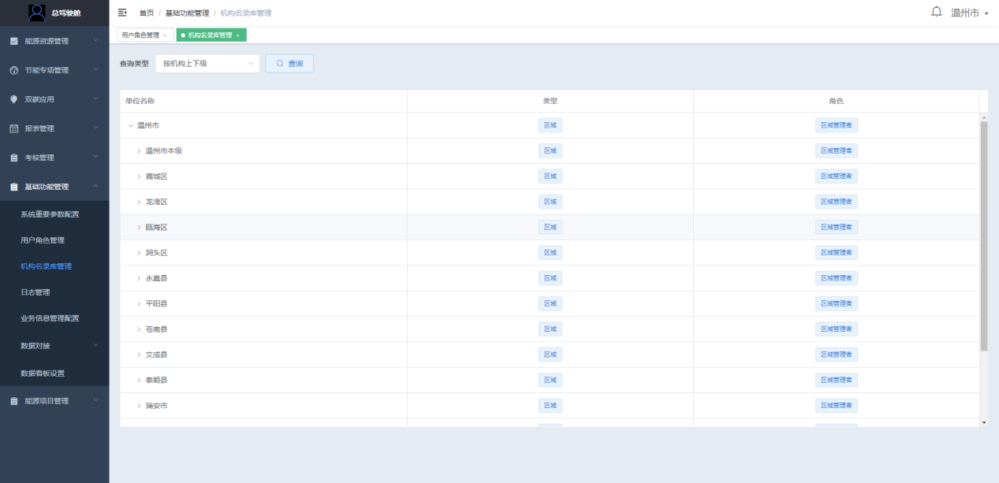 总驾驶舱
首页 / 基础功能管理 / 机构名录库管理
温州市
用户角色管理 ×
机构名录库管理 ×
能源资源管理
节能专项管理
双碳应用
报表管理
考核管理
基础功能管理
系统重要参数配置
用户角色管理
机构名录库管理
日志管理
业务信息管理配置
数据对接
数据看板设置
能源项目管理
查询类型 按机构上下级 查询
单位名称 类型 角色
温州市 区域 区域管理者
温州市本级 区域 区域管理者
鹿城区 区域 区域管理者
龙湾区 区域 区域管理者
瓯海区 区域 区域管理者
洞头区 区域 区域管理者
永嘉县 区域 区域管理者
平阳县 区域 区域管理者
苍南县 区域 区域管理者
文成县 区域 区域管理者
泰顺县 区域 区域管理者
瑞安市 区域 区域管理者